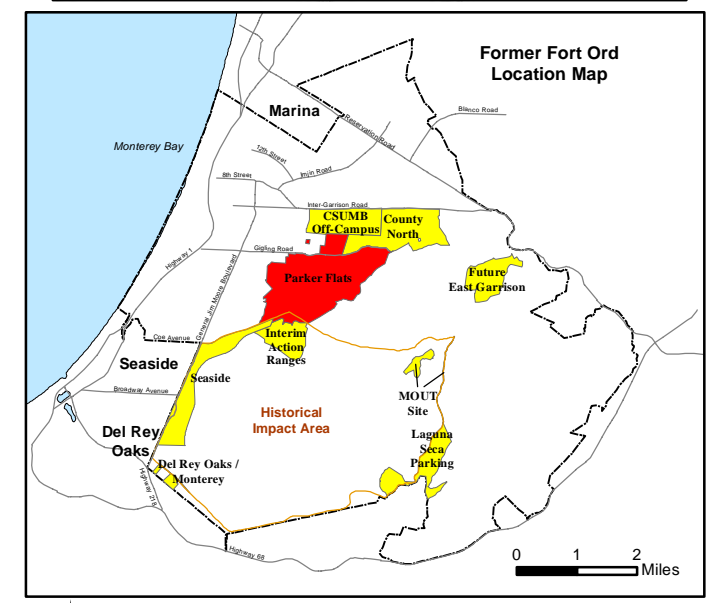 Former Fort Ord
Location Map
Marina
Blanco Road
Reservation Road
Monterey Bay
12th Street
Imjin Road
8th Street
Inter-Garrison Road
CSUMB
Off-Campus
County
North
Gigling Road
Highway 1
General Jim Moore Boulevard
Parker Flats
Future
East Garrison
Coe Avenue
Interim
Action
Ranges
Seaside
Seaside
Broadway Avenue
MOUT
Site
Historical
Impact Area
Del Rey
Oaks
Laguna
Seca
Parking
Del Rey Oaks /
Monterey
Highway 218
Highway 68
0 1 2
Miles